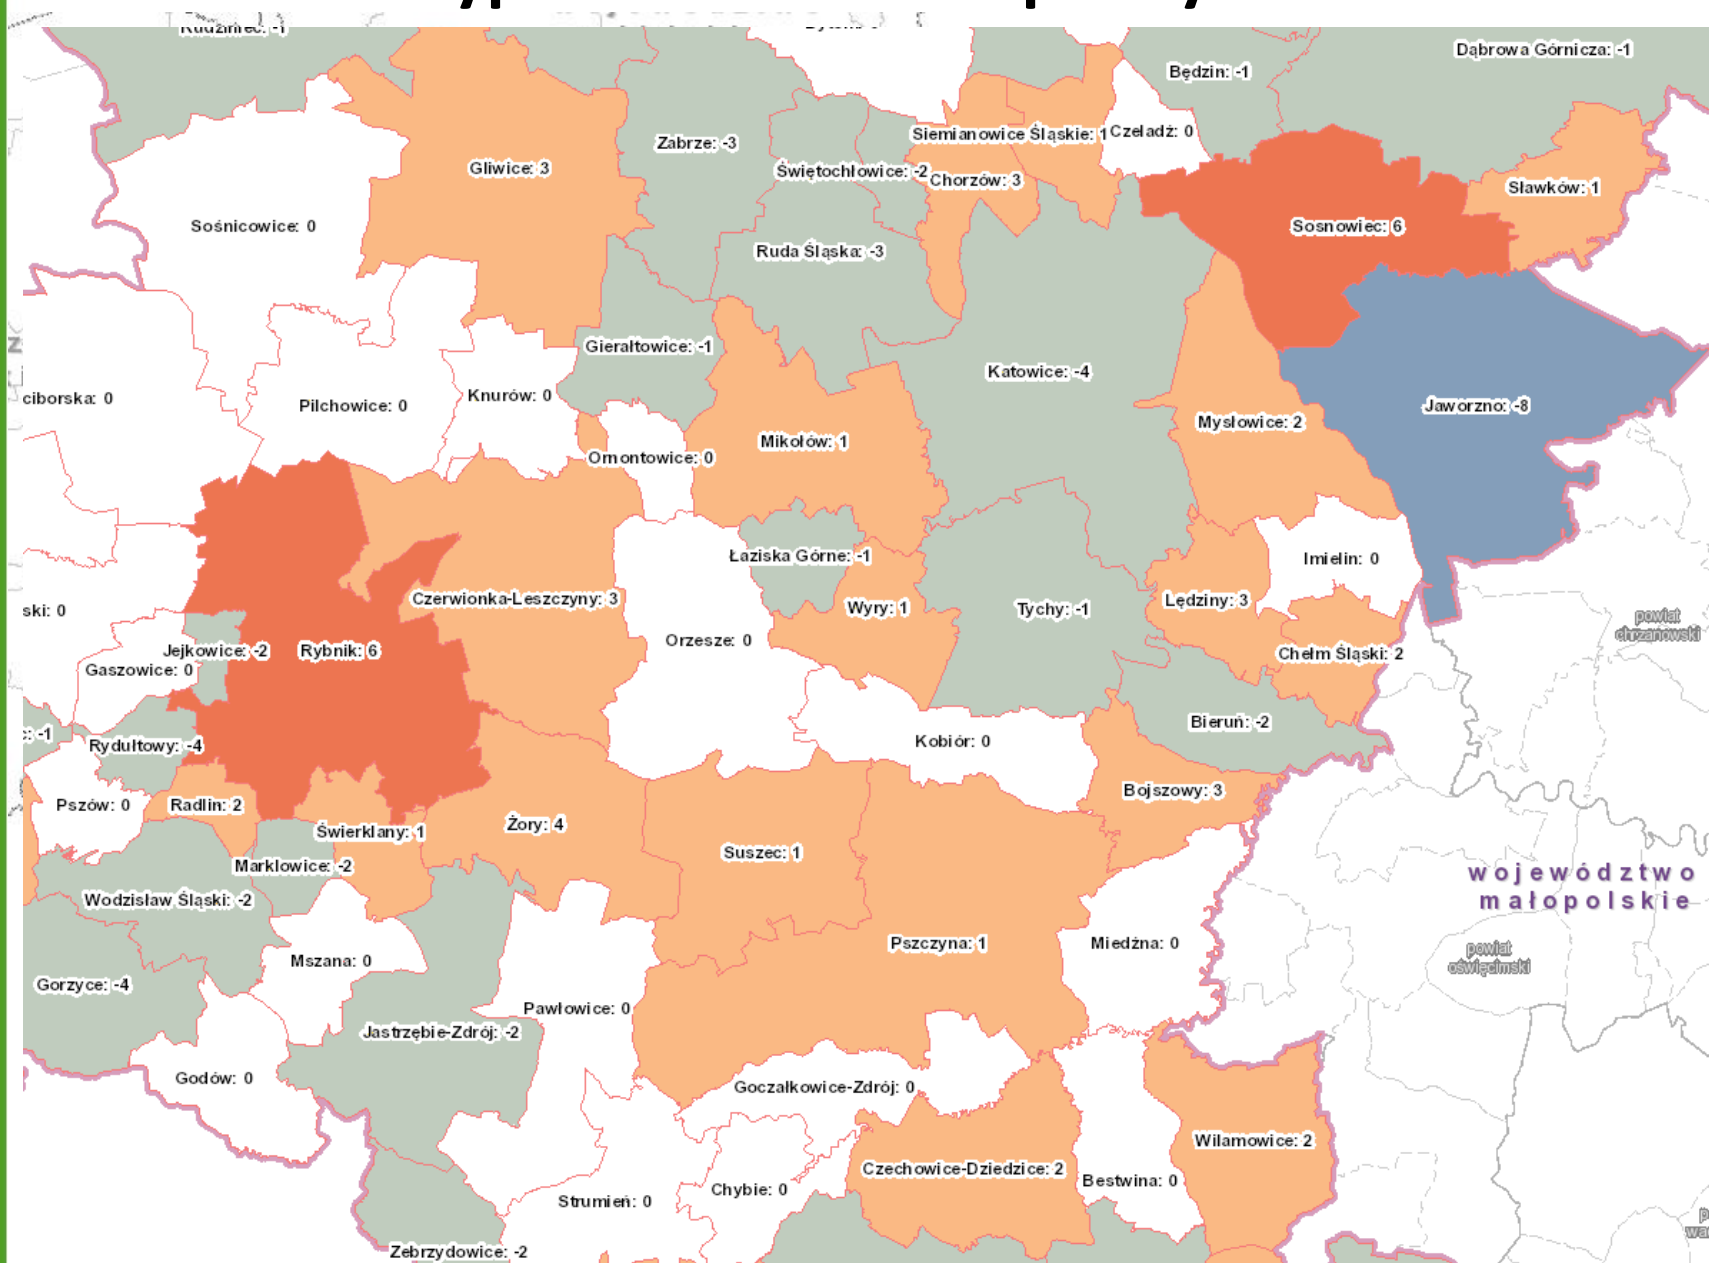 Rudziniec: -1
Dąbrowa Górnicza: -1
Będzin: -1
Siemianowice Śląskie: 1
Czeladź: 0
Zabrze: -3
Gliwice: 3
Świętochłowice: -2
Chorzów: 3
Sławków: 1
Sośnicowice: 0
Sosnowiec: 6
Ruda Śląska: -3
Gierałtowice: -1
Katowice: -4
ciborska: 0
Pilchowice: 0
Knurów: 0
Jaworzno: -8
Mysłowice: 2
Mikołów: 1
Ornontowice: 0
Łaziska Górne: -1
Imielin: 0
Czerwionka-Leszczyny: 3
Wyry: 1
Tychy: -1
Lędziny: 3
ski: 0
powiat
chrzanowski
Orzesze: 0
Jejkowice: -2
Rybnik: 6
Gaszowice: 0
Chełm Śląski: 2
Bieruń: -2
: -1
Rydułtowy: -4
Kobiór: 0
Bojszowy: 3
Pszów: 0
Radlin: 2
Żory: 4
Świerklany: 1
Suszec: 1
Marklowice: -2
województwo
małopolskie
Wodzisław Śląski: -2
Pszczyna: 1
Miedźna: 0
powiat
oświęcimski
Mszana: 0
Gorzyce: -4
Pawłowice: 0
Jastrzębie-Zdrój: -2
Godów: 0
Goczałkowice-Zdrój: 0
Wilamowice: 2
Czechowice-Dziedzice: 2
Bestwina: 0
Chybie: 0
Strumień: 0
Zebrzydowice: -2